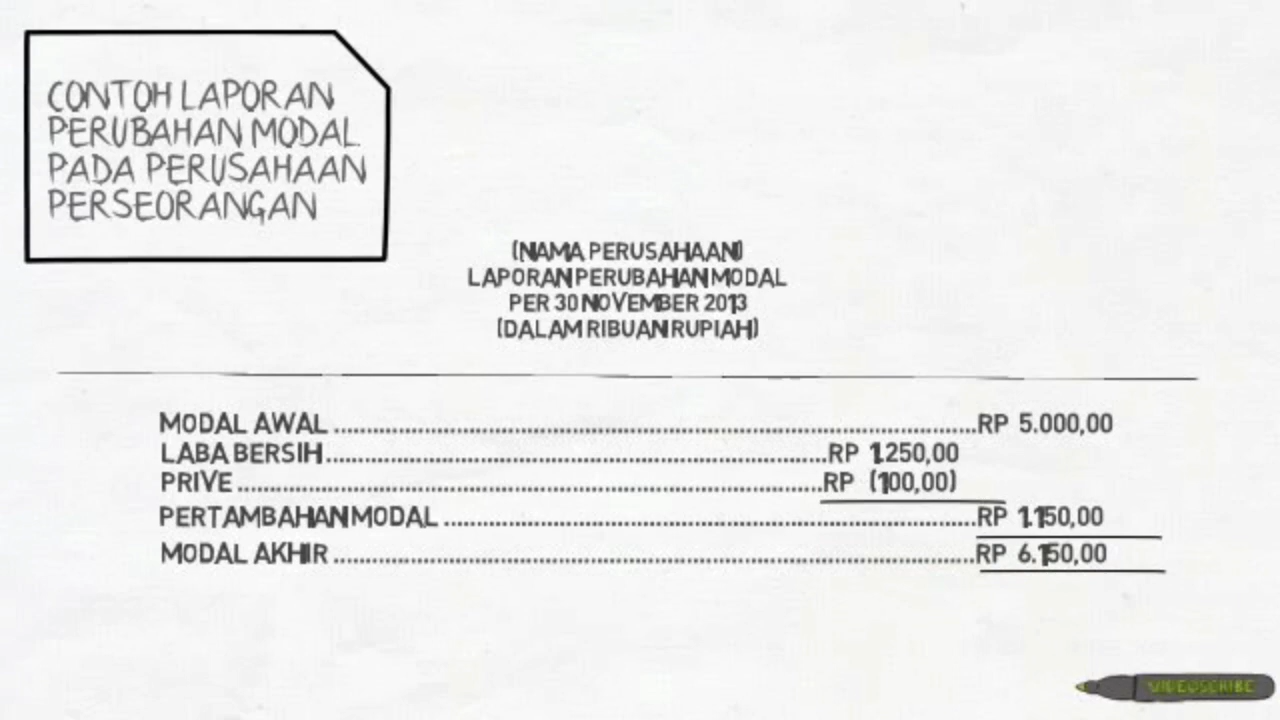 CONTOH LAPORAN
PERUBAHAN MODAL
PADA PERUSAHAAN
PERSEORANGAN
(NAMA PERUSAHAAN)
LAPORAN PERUBAHAN MODAL
PER 30 NOVEMBER 2013
(DALAM RIBUAN RUPIAH)
MODAL AWAL ........................ RP 5.000,00
LABA BERSIH ........................ RP 1.250,00
PRIVE ........................ RP (100,00)
PERTAMBAHAN MODAL ........................ RP 1.150,00
MODAL AKHIR ........................ RP 6.150,00
VIDEOSCRIBE